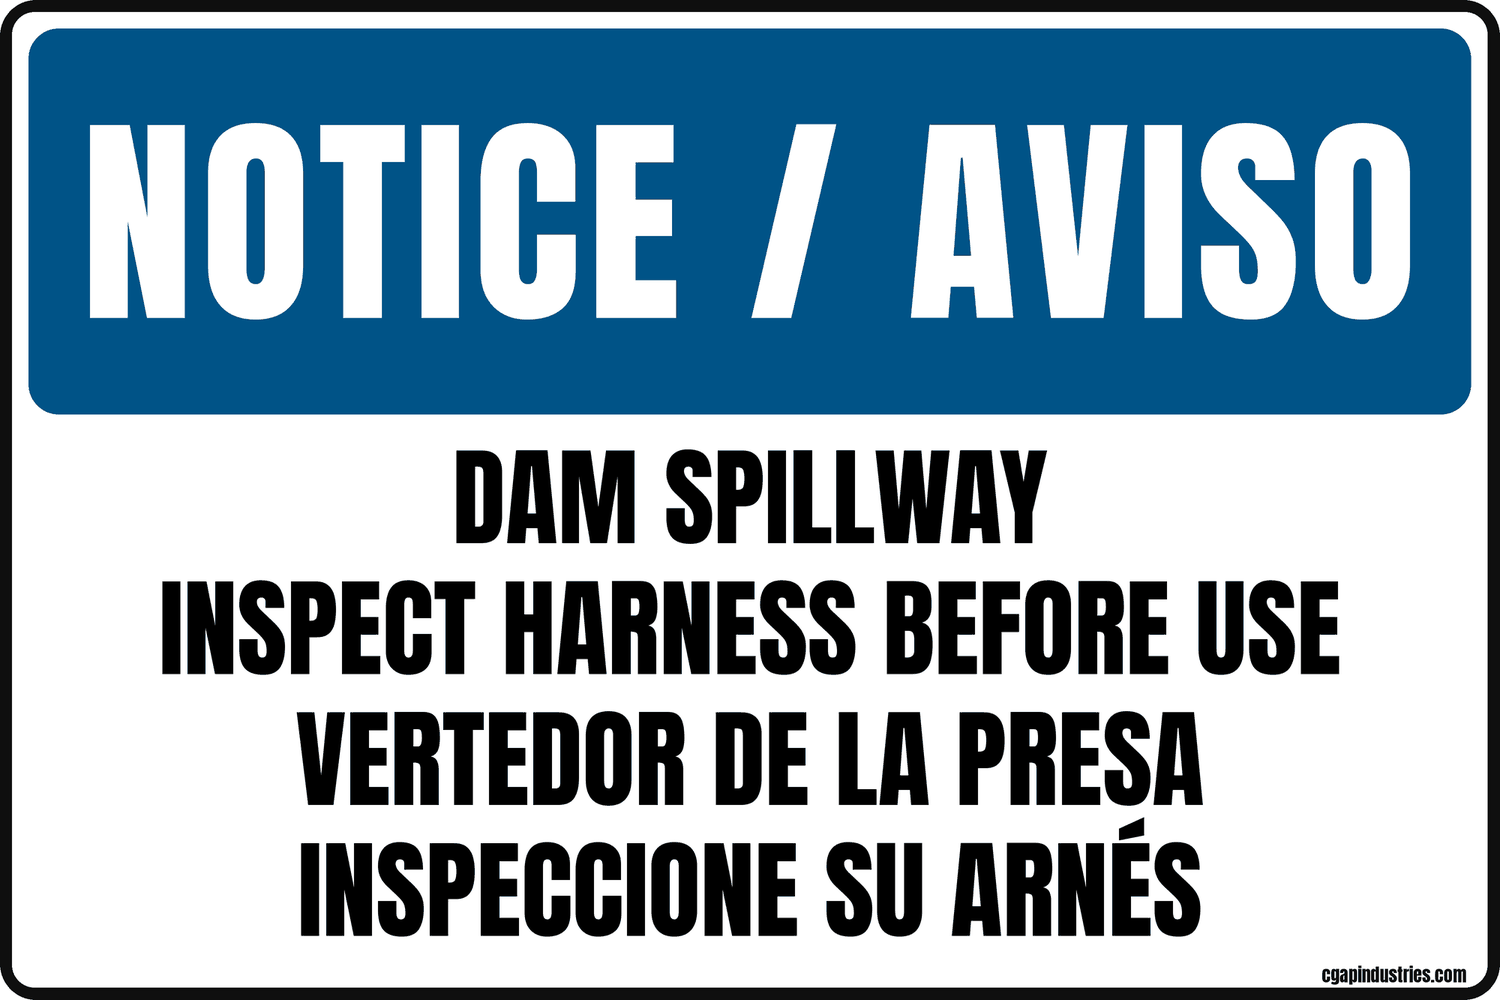 NOTICE / AVISO
DAM SPILLWAY
INSPECT HARNESS BEFORE USE
VERTEDOR DE LA PRESA
INSPECCIONE SU ARNÉS
cgapindustries.com